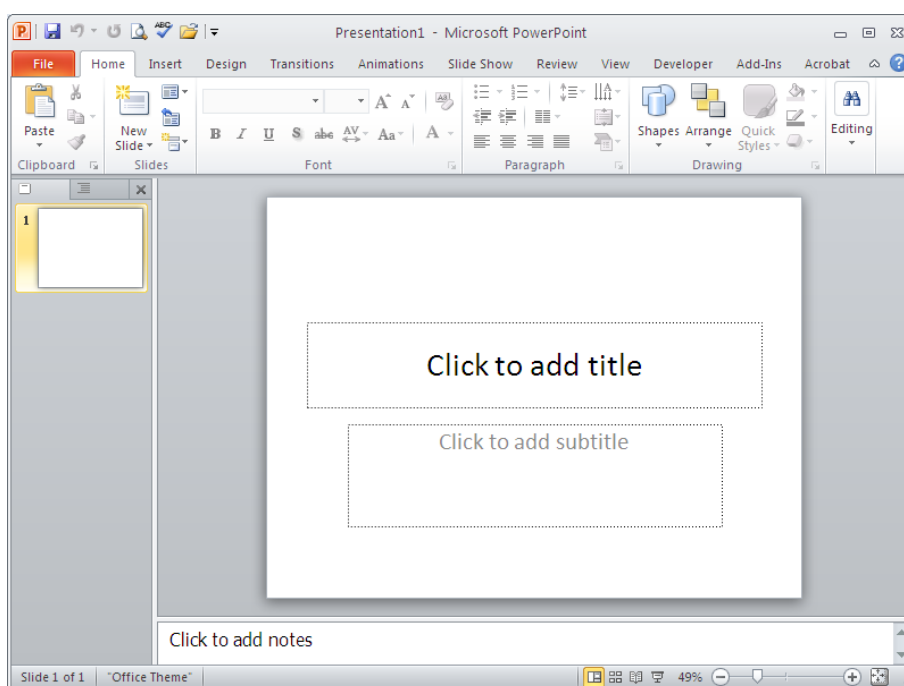 Presentation1 - Microsoft PowerPoint
File Home Insert Design Transitions Animations Slide Show Review View Developer Add-Ins Acrobat
Paste
New
Slide
B I U S abc AV Aa A
Shapes Arrange Quick
Styles
Editing
Clipboard Slides Font Paragraph Drawing
1
Click to add title
Click to add subtitle
Click to add notes
Slide 1 of 1 "Office Theme" 49%